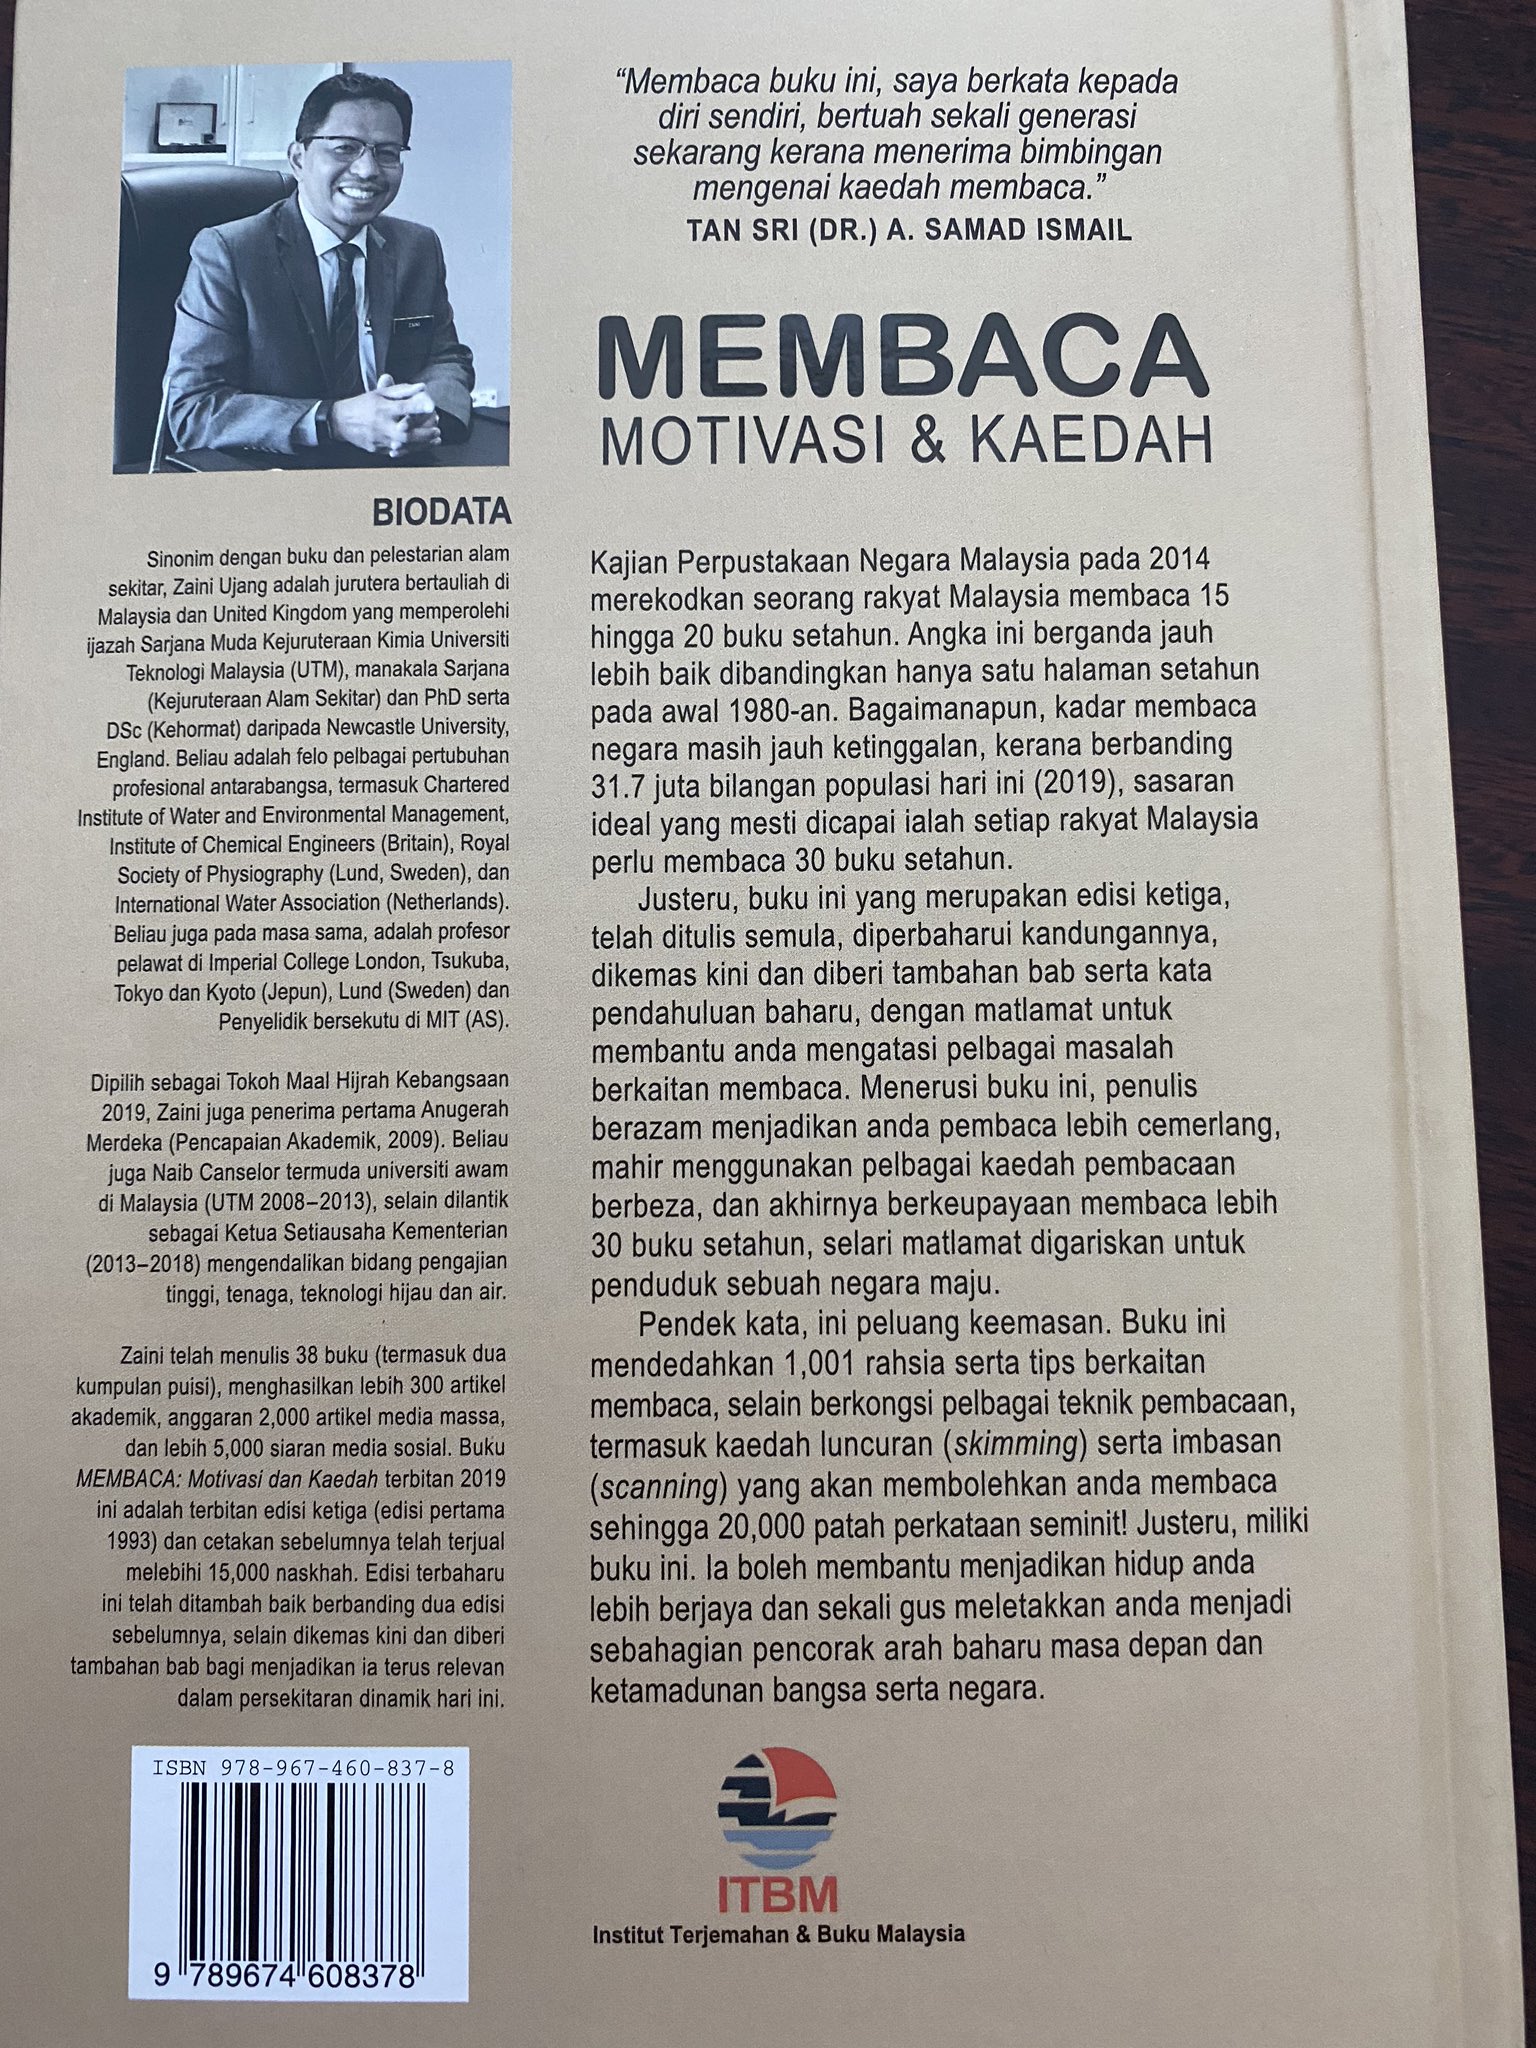 “Membaca buku ini, saya berkata kepada
diri sendiri, bertuah sekali generasi
sekarang kerana menerima bimbingan
mengenai kaedah membaca.”
TAN SRI (DR.) A. SAMAD ISMAIL
MEMBACA
MOTIVASI & KAEDAH
BIODATA
Sinonim dengan buku dan pelestarian alam
sekitar, Zaini Ujang adalah jurutera bertauliah di
Malaysia dan United Kingdom yang memperolehi
ijazah Sarjana Muda Kejuruteraan Kimia Universiti
Teknologi Malaysia (UTM), manakala Sarjana
(Kejuruteraan Alam Sekitar) dan PhD serta
DSc (Kehormat) daripada Newcastle University,
England. Beliau adalah felo pelbagai pertubuhan
profesional antarabangsa, termasuk Chartered
Institute of Water and Environmental Management,
Institute of Chemical Engineers (Britain), Royal
Society of Physiography (Lund, Sweden), dan
International Water Association (Netherlands).
Beliau juga pada masa sama, adalah profesor
pelawat di Imperial College London, Tsukuba,
Tokyo dan Kyoto (Jepun), Lund (Sweden) dan
Penyelidik bersekutu di MIT (AS).
Dipilih sebagai Tokoh Maal Hijrah Kebangsaan
2019, Zaini juga penerima pertama Anugerah
Merdeka (Pencapaian Akademik, 2009). Beliau
juga Naib Canselor termuda universiti awam
di Malaysia (UTM 2008–2013), selain dilantik
sebagai Ketua Setiausaha Kementerian
(2013–2018) mengendalikan bidang pengajian
tinggi, tenaga, teknologi hijau dan air.
Zaini telah menulis 38 buku (termasuk dua
kumpulan puisi), menghasilkan lebih 300 artikel
akademik, anggaran 2,000 artikel media massa,
dan lebih 5,000 siaran media sosial. Buku
MEMBACA: Motivasi dan Kaedah terbitan 2019
ini adalah terbitan edisi ketiga (edisi pertama
1993) dan cetakan sebelumnya telah terjual
melebihi 15,000 naskhah. Edisi terbaharu
ini telah ditambah baik berbanding dua edisi
sebelumnya, selain dikemas kini dan diberi
tambahan bab bagi menjadikan ia terus relevan
dalam persekitaran dinamik hari ini.
Kajian Perpustakaan Negara Malaysia pada 2014
merekodkan seorang rakyat Malaysia membaca 15
hingga 20 buku setahun. Angka ini berganda jauh
lebih baik dibandingkan hanya satu halaman setahun
pada awal 1980-an. Bagaimanapun, kadar membaca
negara masih jauh ketinggalan, kerana berbanding
31.7 juta bilangan populasi hari ini (2019), sasaran
ideal yang mesti dicapai ialah setiap rakyat Malaysia
perlu membaca 30 buku setahun.
Justeru, buku ini yang merupakan edisi ketiga,
telah ditulis semula, diperbaharui kandungannya,
dikemas kini dan diberi tambahan bab serta kata
pendahuluan baharu, dengan matlamat untuk
membantu anda mengatasi pelbagai masalah
berkaitan membaca. Menerusi buku ini, penulis
berazam menjadikan anda pembaca lebih cemerlang,
mahir menggunakan pelbagai kaedah pembacaan
berbeza, dan akhirnya berkeupayaan membaca lebih
30 buku setahun, selari matlamat digariskan untuk
penduduk sebuah negara maju.
Pendek kata, ini peluang keemasan. Buku ini
mendedahkan 1,001 rahsia serta tips berkaitan
membaca, selain berkongsi pelbagai teknik pembacaan,
termasuk kaedah luncuran (skimming) serta imbasan
(scanning) yang akan membolehkan anda membaca
sehingga 20,000 patah perkataan seminit! Justeru, miliki
buku ini. Ia boleh membantu menjadikan hidup anda
lebih berjaya dan sekali gus meletakkan anda menjadi
sebahagian pencorak arah baharu masa depan dan
ketamadunan bangsa serta negara.
ISBN 978-967-460-837-8
9 789674 608378
ITBM
Institut Terjemahan & Buku Malaysia